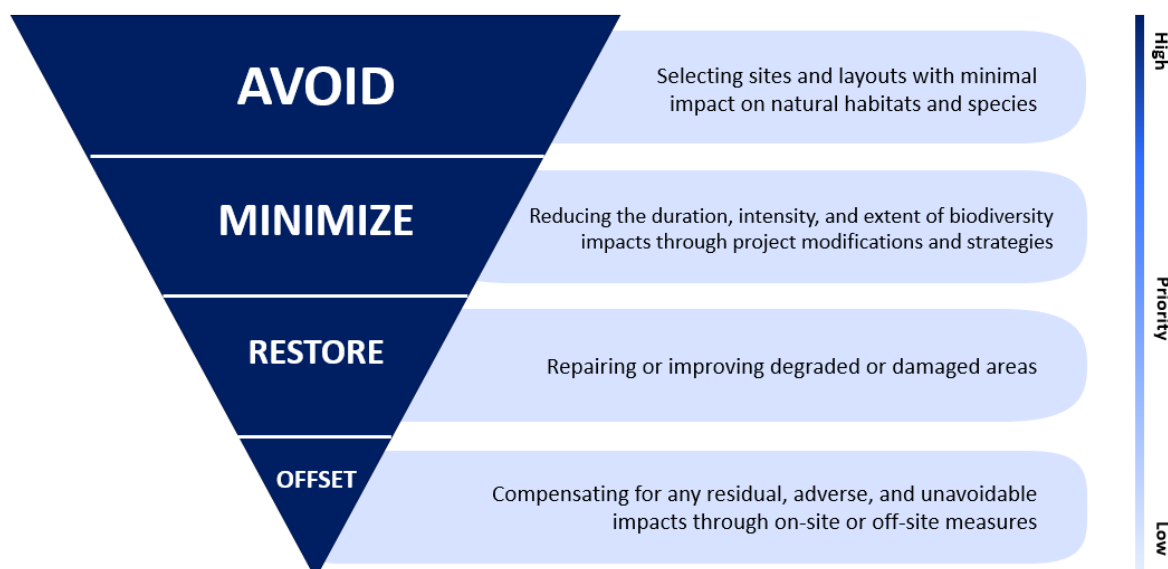 AVOID
Selecting sites and layouts with minimal
impact on natural habitats and species
MINIMIZE
Reducing the duration, intensity, and extent of biodiversity
impacts through project modifications and strategies
RESTORE
Repairing or improving degraded or damaged areas
OFFSET
Compensating for any residual, adverse, and unavoidable
impacts through on-site or off-site measures
High
Priority
Low